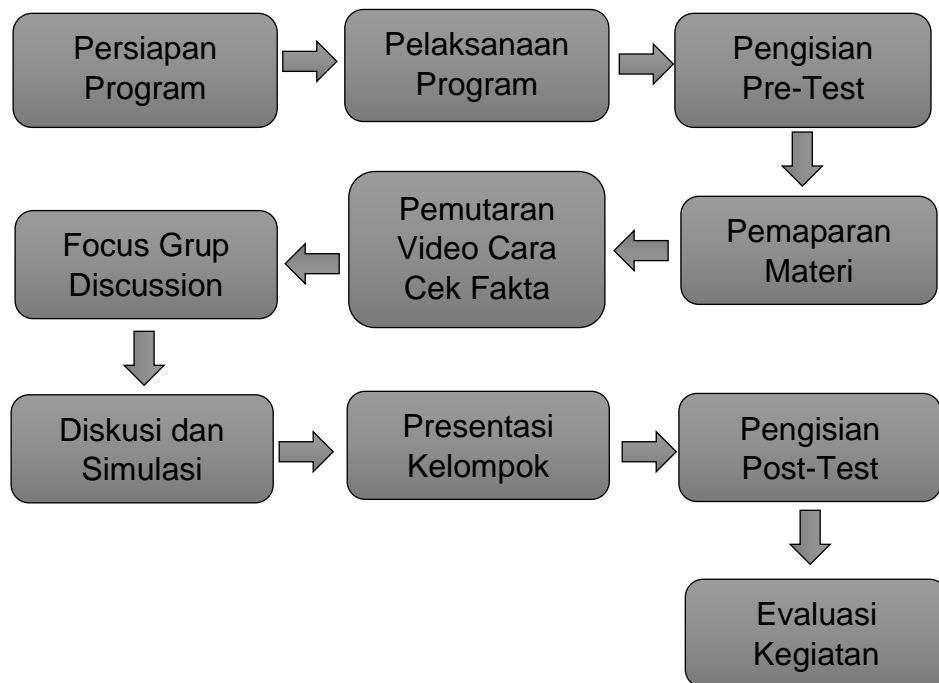 Persiapan
Program
Pelaksanaan
Program
Pengisian
Pre-Test
Pemaparan
Materi
Pemutaran
Video Cara
Cek Fakta
Focus Grup
Discussion
Diskusi dan
Simulasi
Presentasi
Kelompok
Pengisian
Post-Test
Evaluasi
Kegiatan